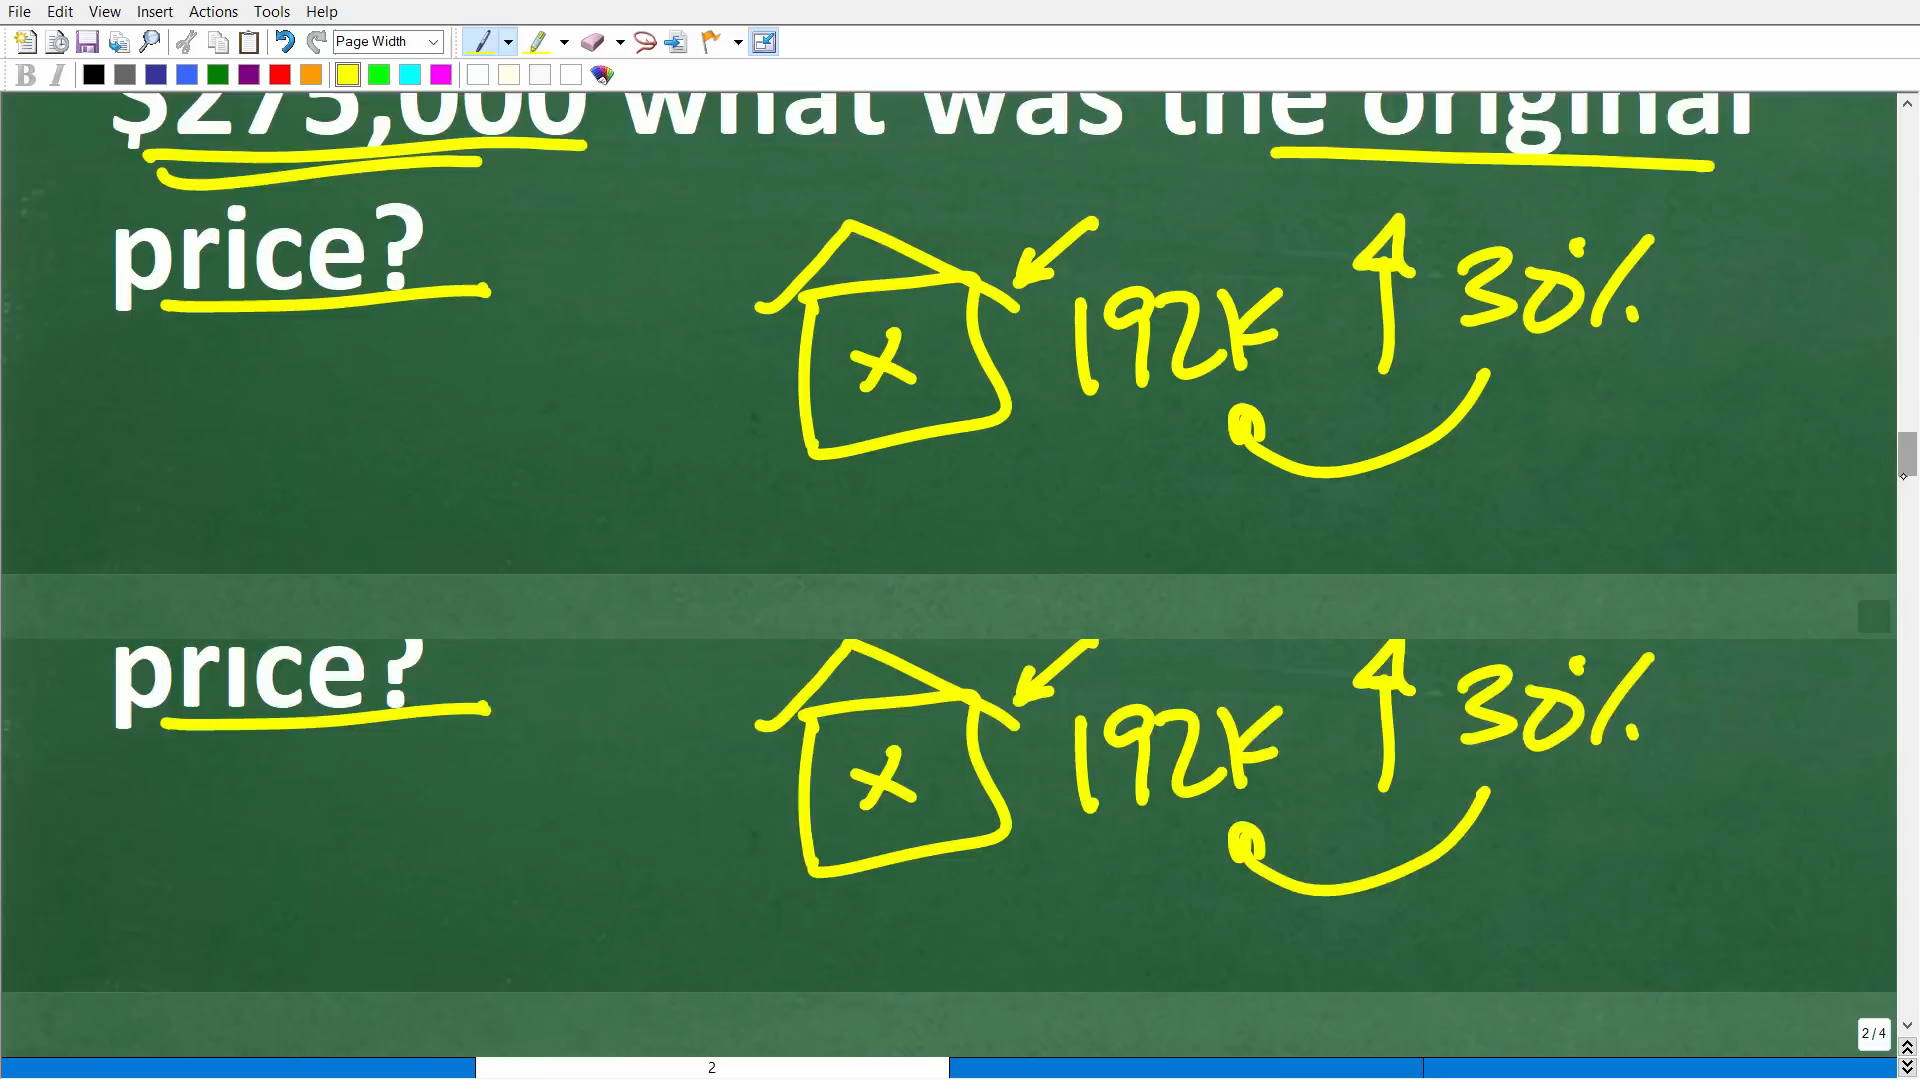 File Edit View Insert Actions Tools Help
Page Width
B I
$275,000 what was the original
price?
X
192K
30%
price?
X
192K
30%
2 / 4
2